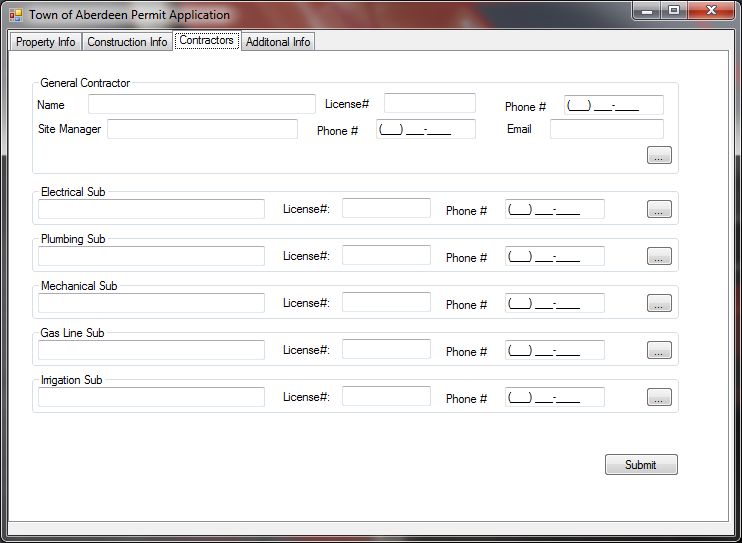 Town of Aberdeen Permit Application
Property Info Construction Info Contractors Additonal Info
General Contractor
Name License# Phone # (___) ___-____
Site Manager Phone # (___) ___-____ Email
...
Electrical Sub
License#: Phone # (___) ___-____ ...
Plumbing Sub
License#: Phone # (___) ___-____ ...
Mechanical Sub
License#: Phone # (___) ___-____ ...
Gas Line Sub
License#: Phone # (___) ___-____ ...
Irrigation Sub
License#: Phone # (___) ___-____ ...
Submit